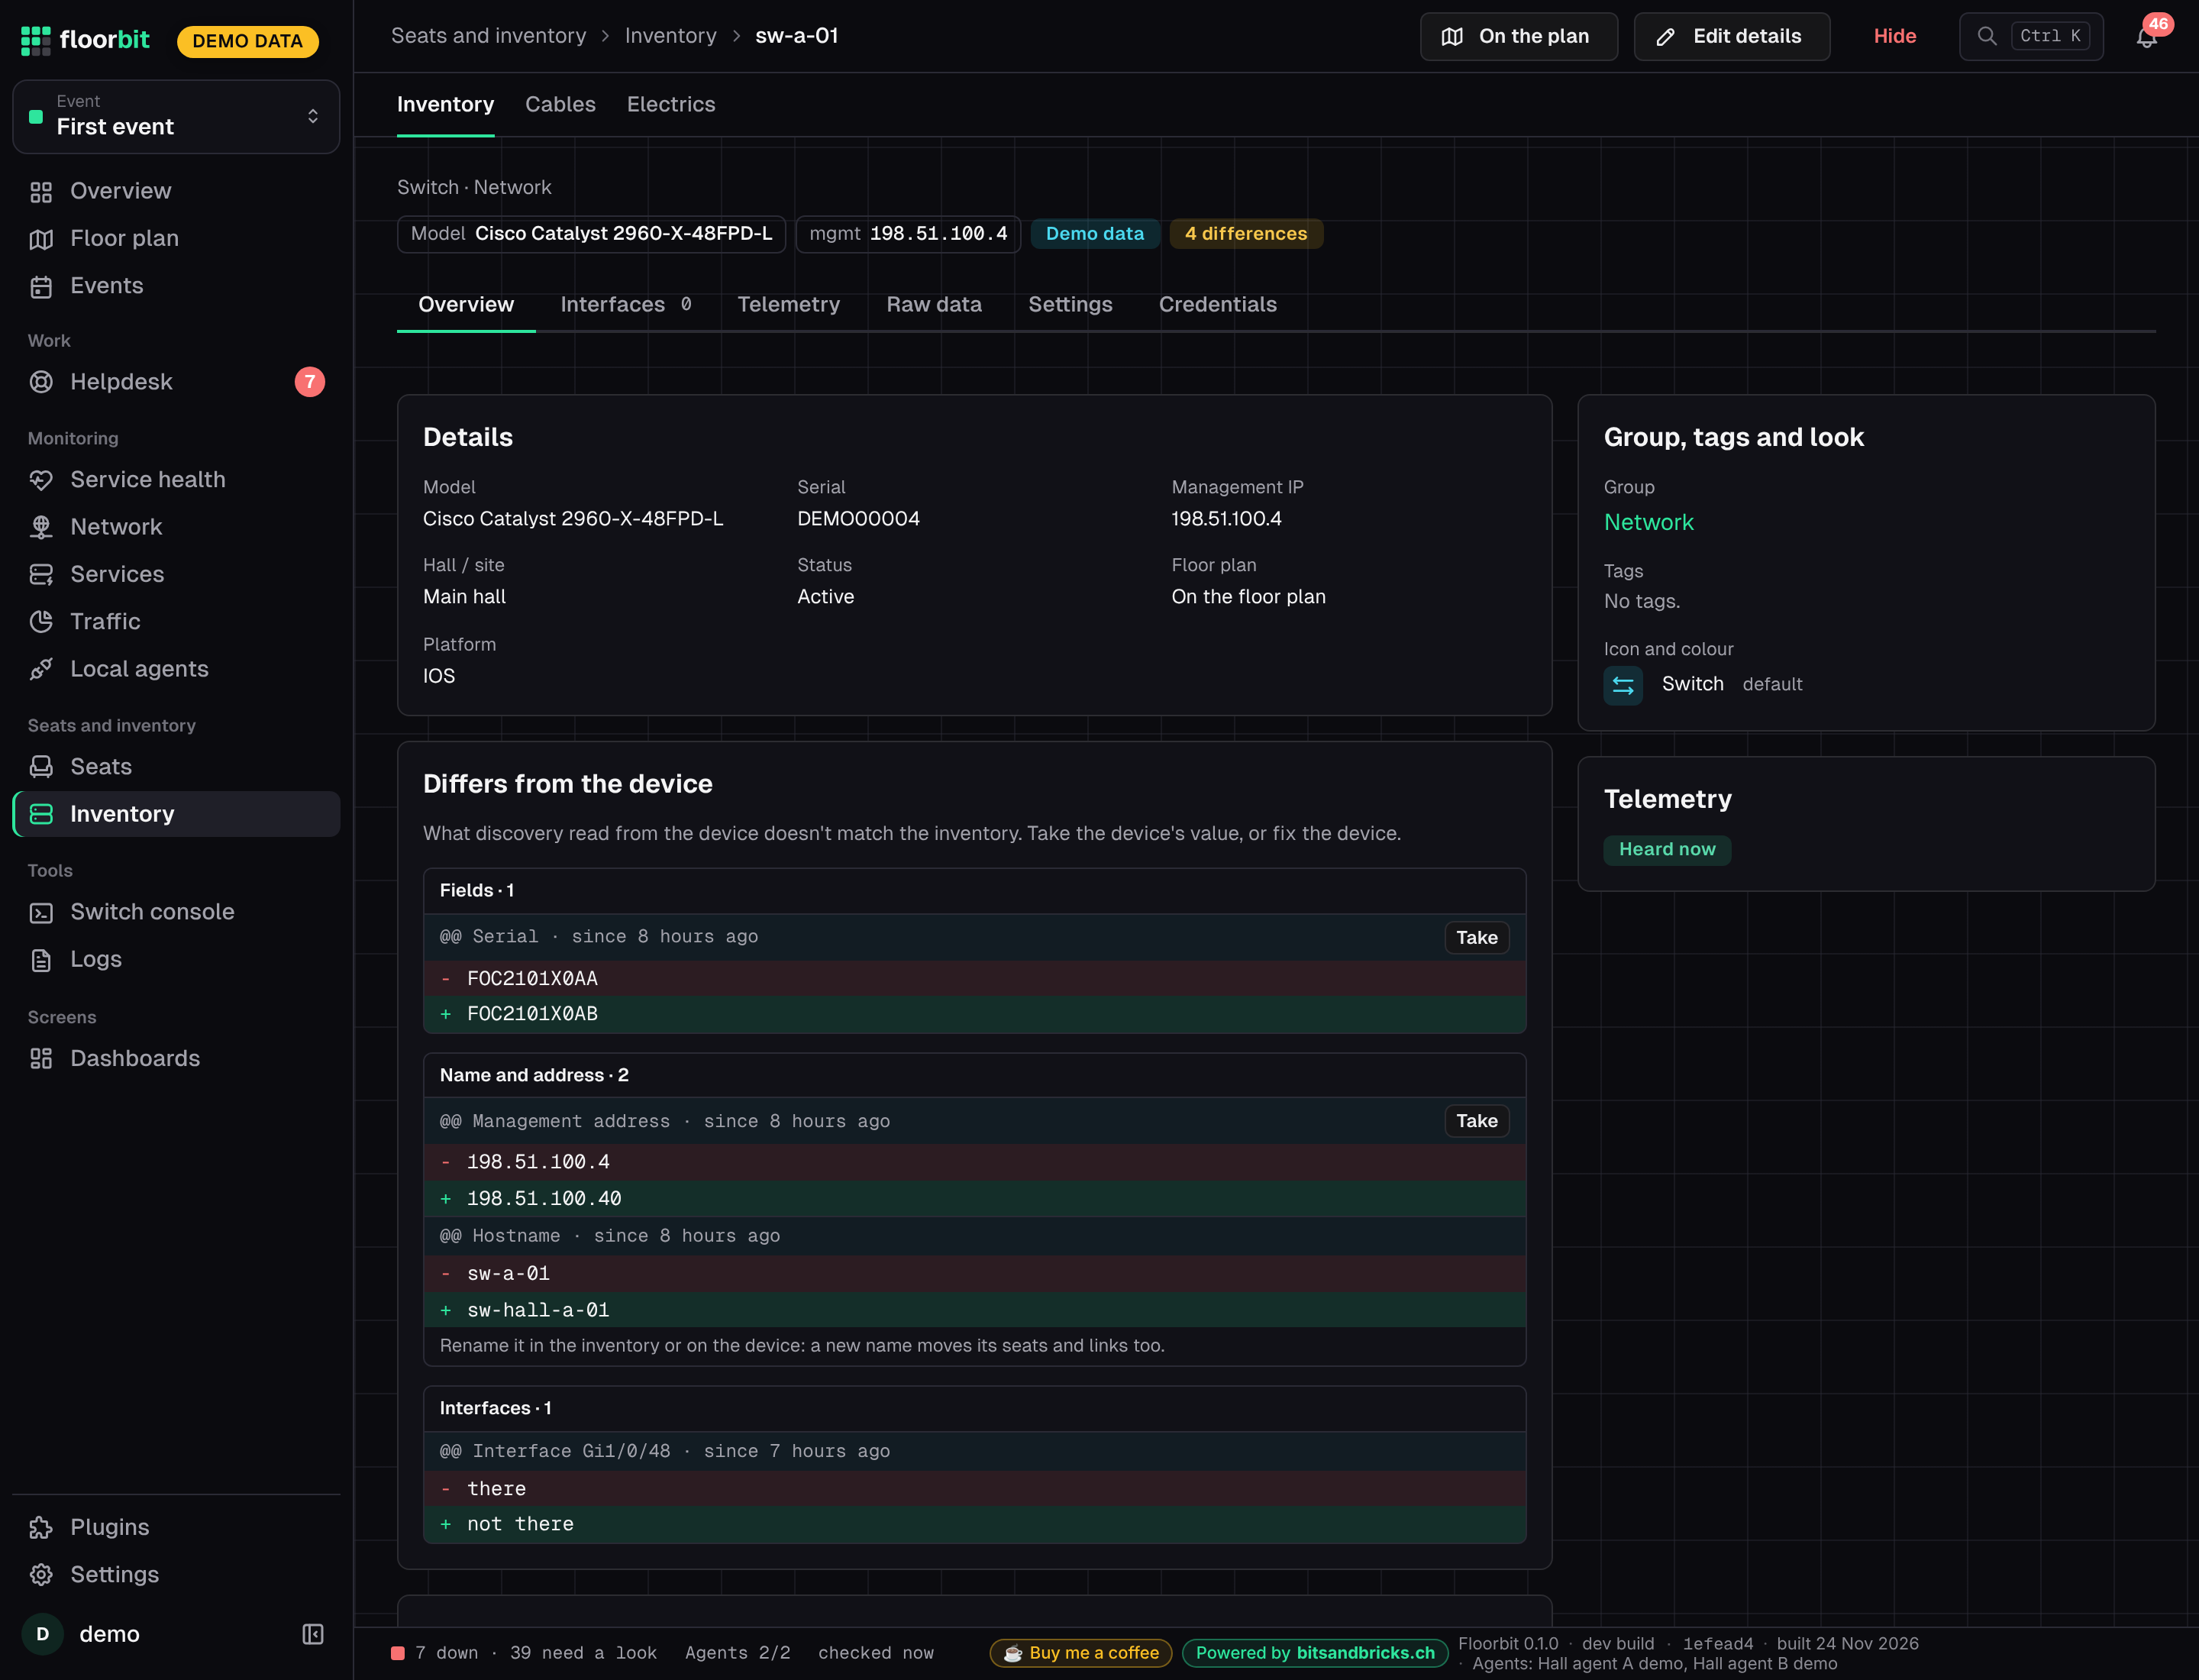 floorbit DEMO DATA
Event
First event
Overview
Floor plan
Events
Work
Helpdesk 7
Monitoring
Service health
Network
Services
Traffic
Local agents
Seats and inventory
Seats
Inventory
Tools
Switch console
Logs
Screens
Dashboards
Plugins
Settings
D demo
Seats and inventory > Inventory > sw-a-01
On the plan
Edit details
Hide
Ctrl K
46
Inventory Cables Electrics
Switch · Network
Model Cisco Catalyst 2960-X-48FPD-L mgmt 198.51.100.4 Demo data 4 differences
Overview Interfaces 0 Telemetry Raw data Settings Credentials
Details
Model Serial Management IP
Cisco Catalyst 2960-X-48FPD-L DEMO00004 198.51.100.4
Hall / site Status Floor plan
Main hall Active On the floor plan
Platform
IOS
Differs from the device
What discovery read from the device doesn't match the inventory. Take the device's value, or fix the device.
Fields · 1
@@ Serial · since 8 hours ago Take
- FOC2101X0AA
+ FOC2101X0AB
Name and address · 2
@@ Management address · since 8 hours ago Take
- 198.51.100.4
+ 198.51.100.40
@@ Hostname · since 8 hours ago
- sw-a-01
+ sw-hall-a-01
Rename it in the inventory or on the device: a new name moves its seats and links too.
Interfaces · 1
@@ Interface Gi1/0/48 · since 7 hours ago
- there
+ not there
Group, tags and look
Group
Network
Tags
No tags.
Icon and colour
Switch default
Telemetry
Heard now
7 down · 39 need a look Agents 2/2 checked now
☕ Buy me a coffee
Powered by bitsandbricks.ch
Floorbit 0.1.0 · dev build · 1efead4 · built 24 Nov 2026
· Agents: Hall agent A demo, Hall agent B demo